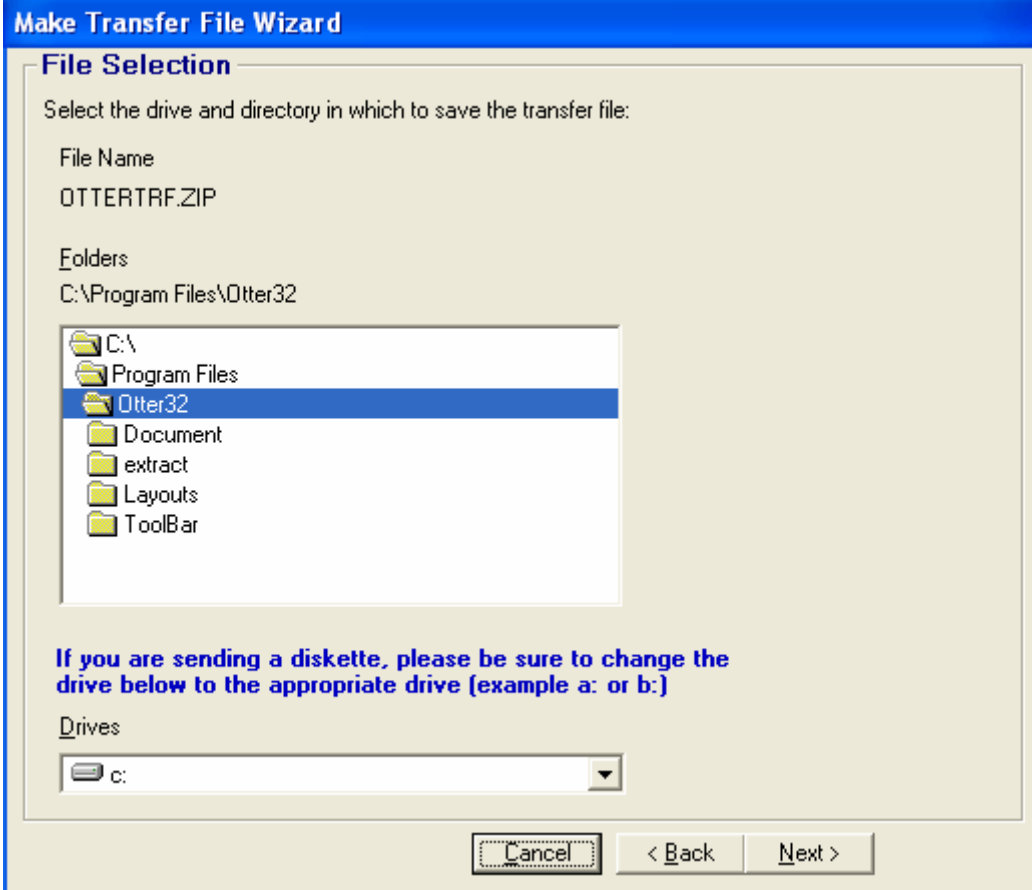 Make Transfer File Wizard
File Selection
Select the drive and directory in which to save the transfer file:
File Name
OTTERTRF.ZIP
Folders
C:\Program Files\Otter32
C:\
Program Files
Otter32
Document
extract
Layouts
ToolBar
If you are sending a diskette, please be sure to change the
drive below to the appropriate drive (example a: or b:)
Drives
c:
Cancel < Back Next >